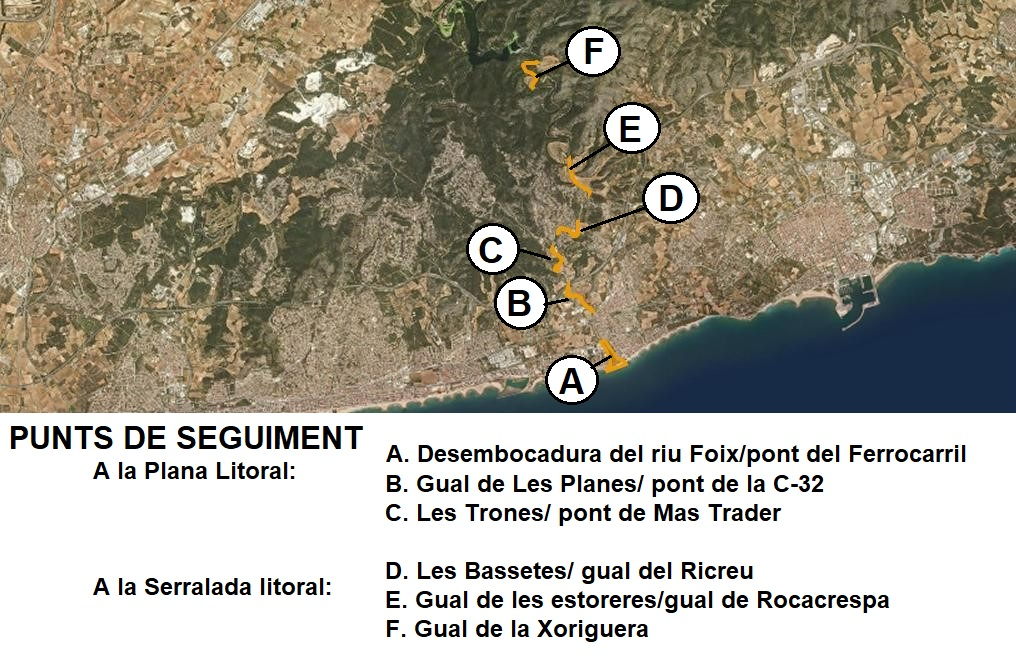 F
E
D
C
B
A
PUNTS DE SEGUIMENT
A la Plana Litoral:
A. Desembocadura del riu Foix/pont del Ferrocarril
B. Gual de Les Planes/ pont de la C-32
C. Les Trones/ pont de Mas Trader
A la Serralada litoral:
D. Les Bassetes/ gual del Ricreu
E. Gual de les estoreres/gual de Rocacrespa
F. Gual de la Xoriguera